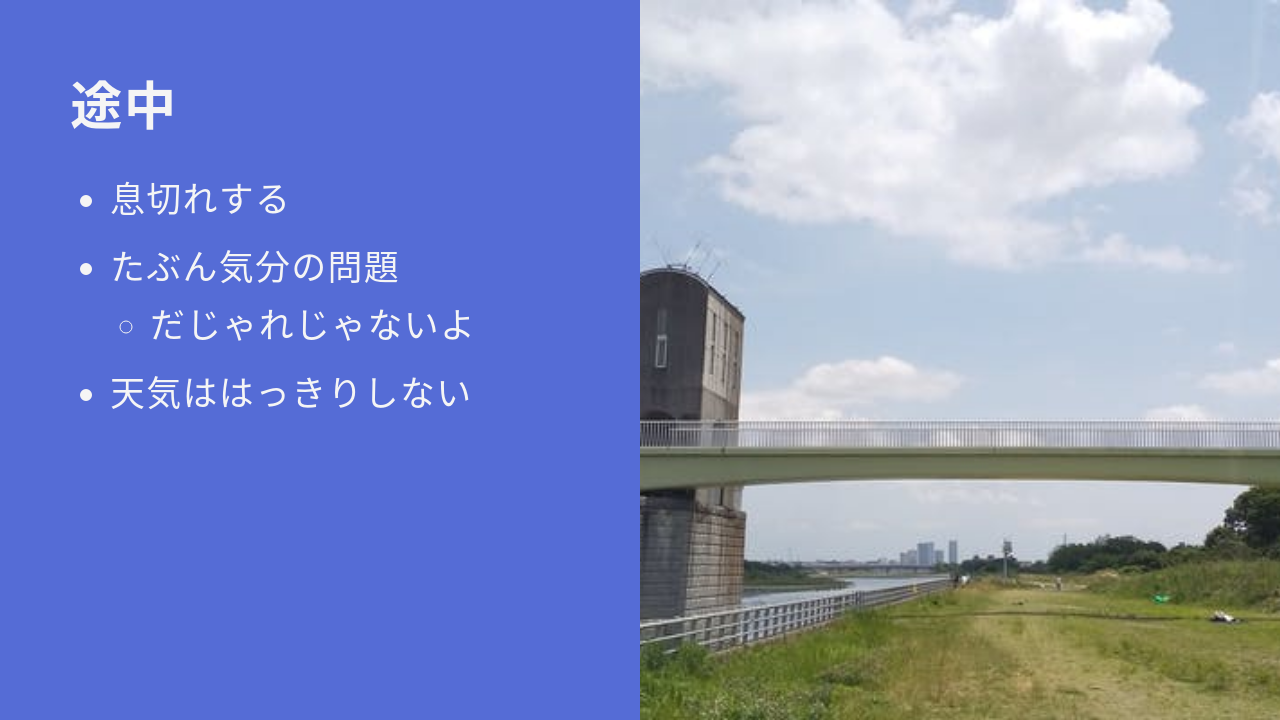 途中
息切れする
たぶん気分の問題
だじゃれじゃないよ
天気ははっきりしない